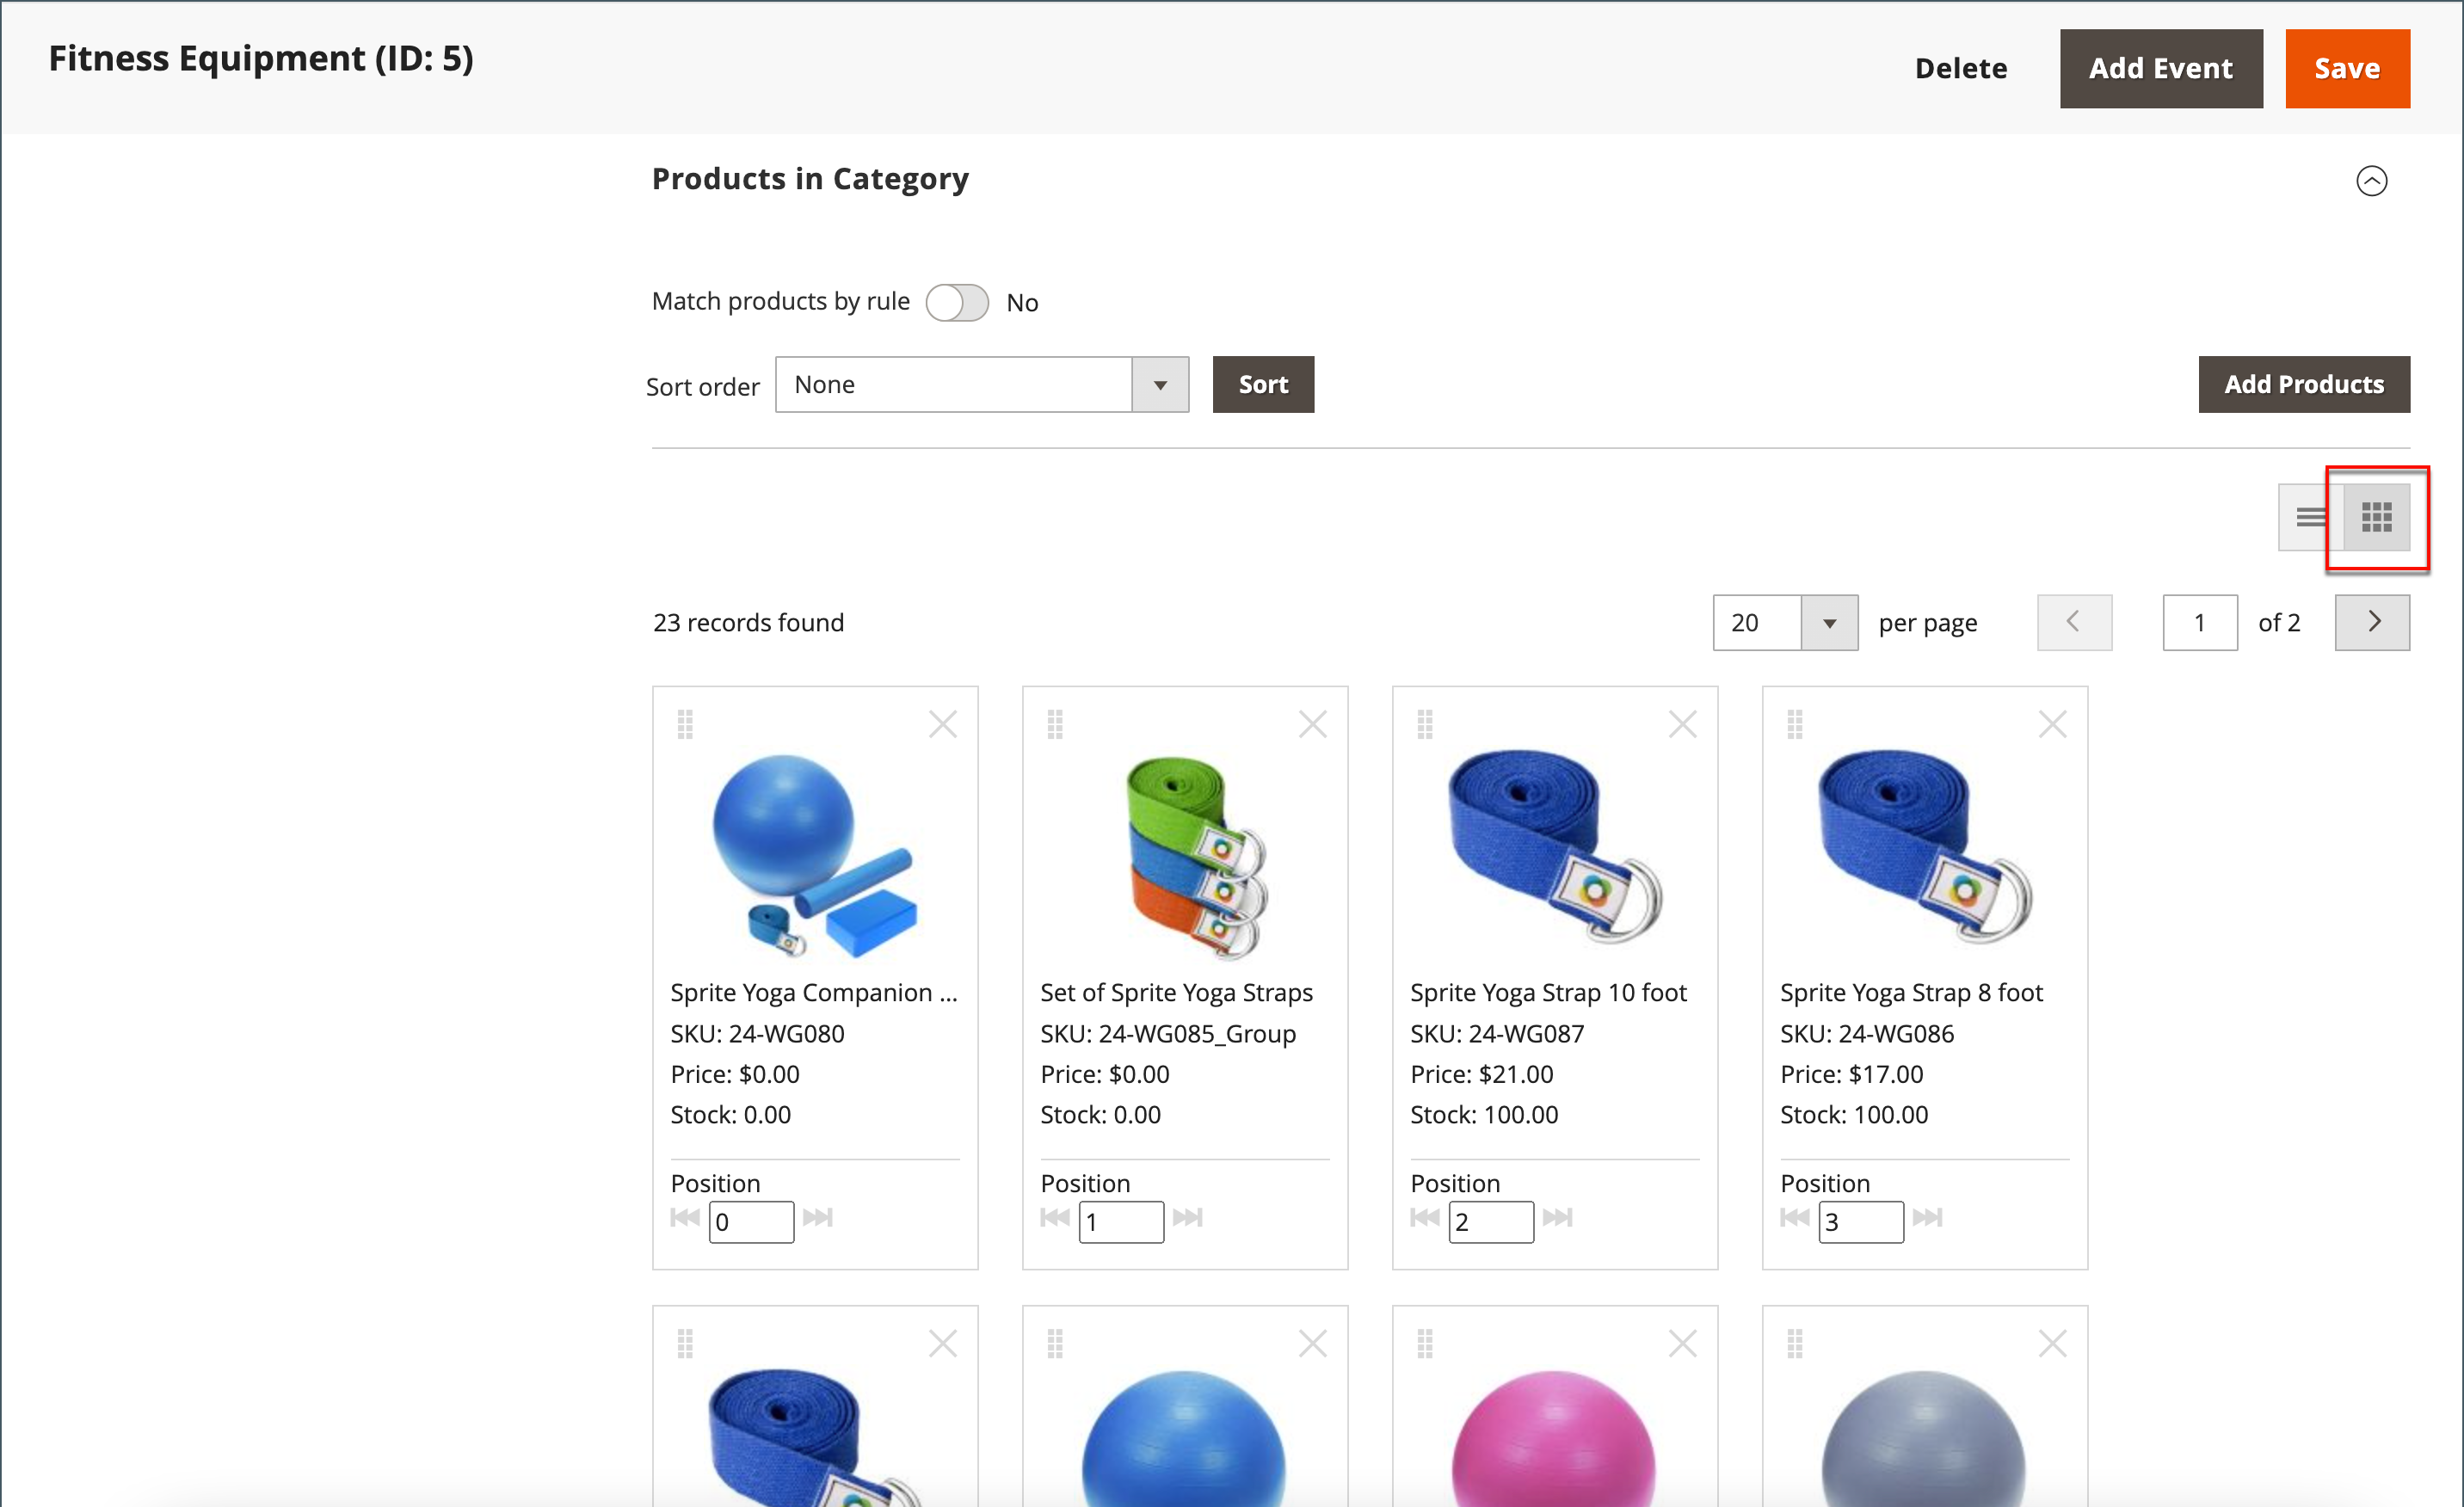 Fitness Equipment (ID: 5)
Delete
Add Event
Save
Products in Category
Match products by rule
No
Sort order
None
Sort
Add Products
23 records found
20
per page
1
of 2
Sprite Yoga Companion ...
SKU: 24-WG080
Price: $0.00
Stock: 0.00
Position
0
Set of Sprite Yoga Straps
SKU: 24-WG085_Group
Price: $0.00
Stock: 0.00
Position
1
Sprite Yoga Strap 10 foot
SKU: 24-WG087
Price: $21.00
Stock: 100.00
Position
2
Sprite Yoga Strap 8 foot
SKU: 24-WG086
Price: $17.00
Stock: 100.00
Position
3